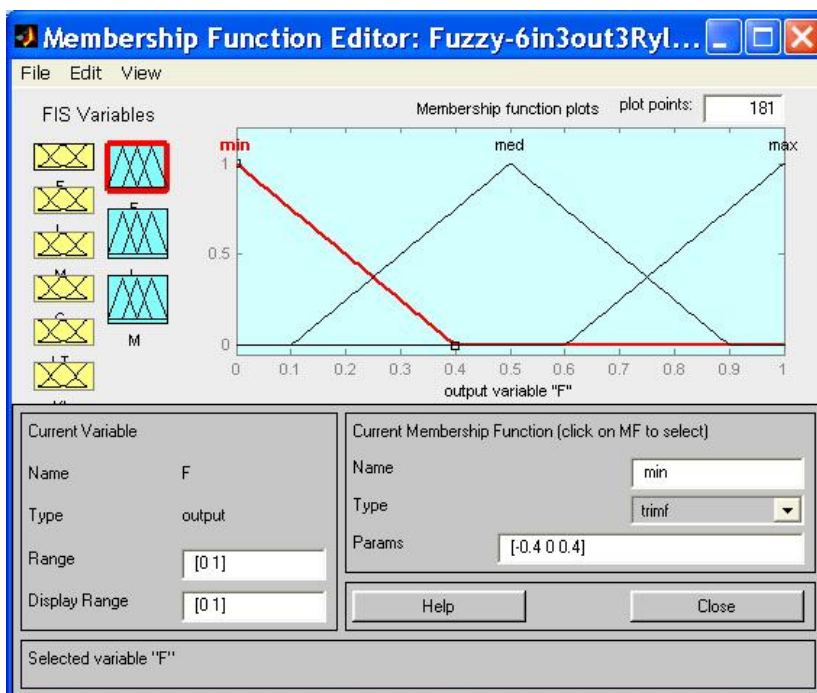 Membership Function Editor: Fuzzy-6in3out3Ryl...
File Edit View
FIS Variables
Membership function plots
plot points: 181
min
med
max
1
0.5
0
0 0.1 0.2 0.3 0.4 0.5 0.6 0.7 0.8 0.9 1
output variable "F"
M
Current Variable
Name F
Type output
Range [0 1]
Display Range [0 1]
Current Membership Function (click on MF to select)
Name min
Type trimf
Params [-0.4 0 0.4]
Help
Close
Selected variable "F"